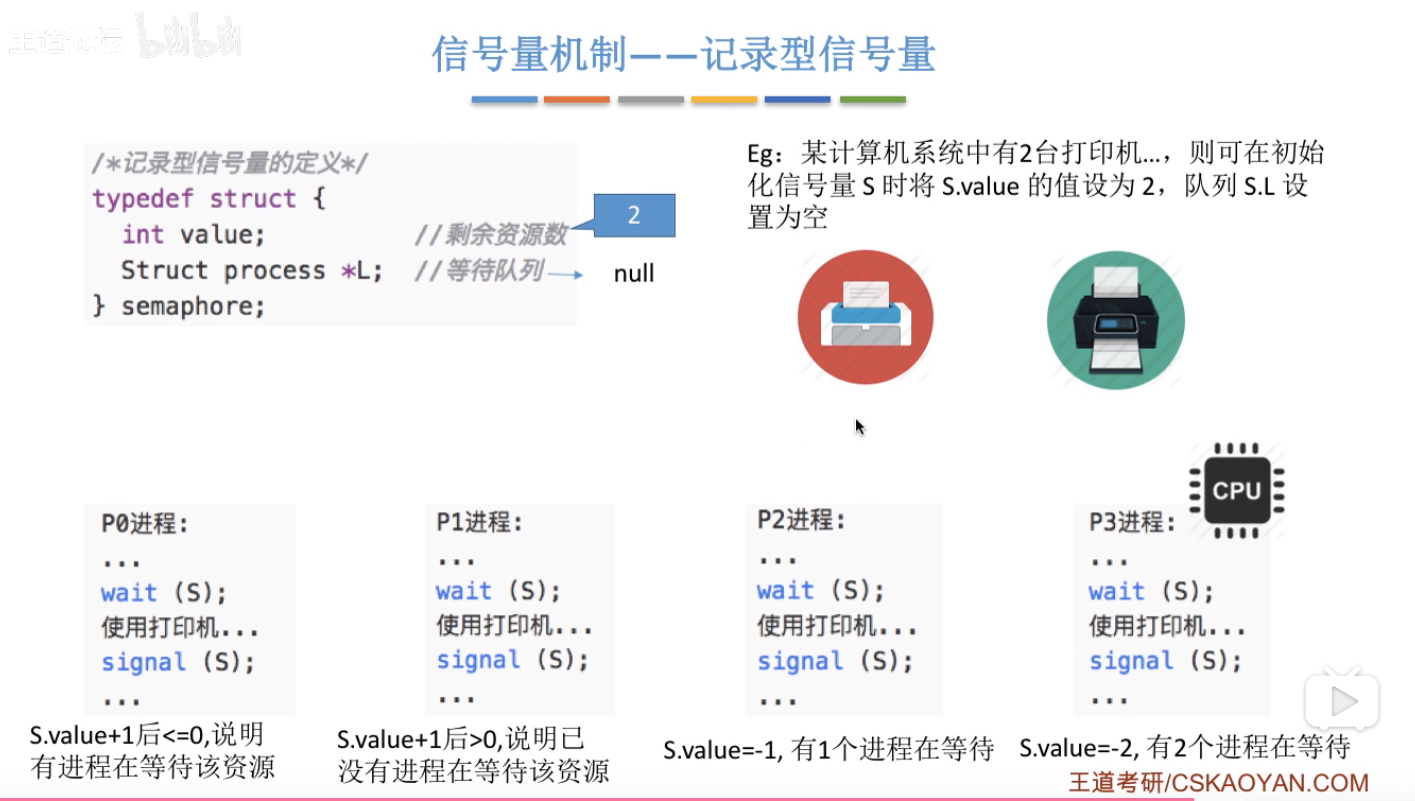 王道论坛 bilibili
信号量机制——记录型信号量
/*记录型信号量的定义*/
typedef struct {
int value; //剩余资源数
Struct process *L; //等待队列
} semaphore;
2
null
Eg：某计算机系统中有2台打印机...，则可在初始
化信号量 S 时将 S.value 的值设为 2，队列 S.L 设
置为空
CPU
P0进程:
...
wait (S);
使用打印机...
signal (S);
...
S.value+1后<=0,说明
有进程在等待该资源
P1进程:
...
wait (S);
使用打印机...
signal (S);
...
S.value+1后>0,说明已
没有进程在等待该资源
P2进程:
...
wait (S);
使用打印机...
signal (S);
...
S.value=-1, 有1个进程在等待
P3进程:
...
wait (S);
使用打印机...
signal (S);
...
S.value=-2, 有2个进程在等待
王道考研/CSKAOYAN.COM